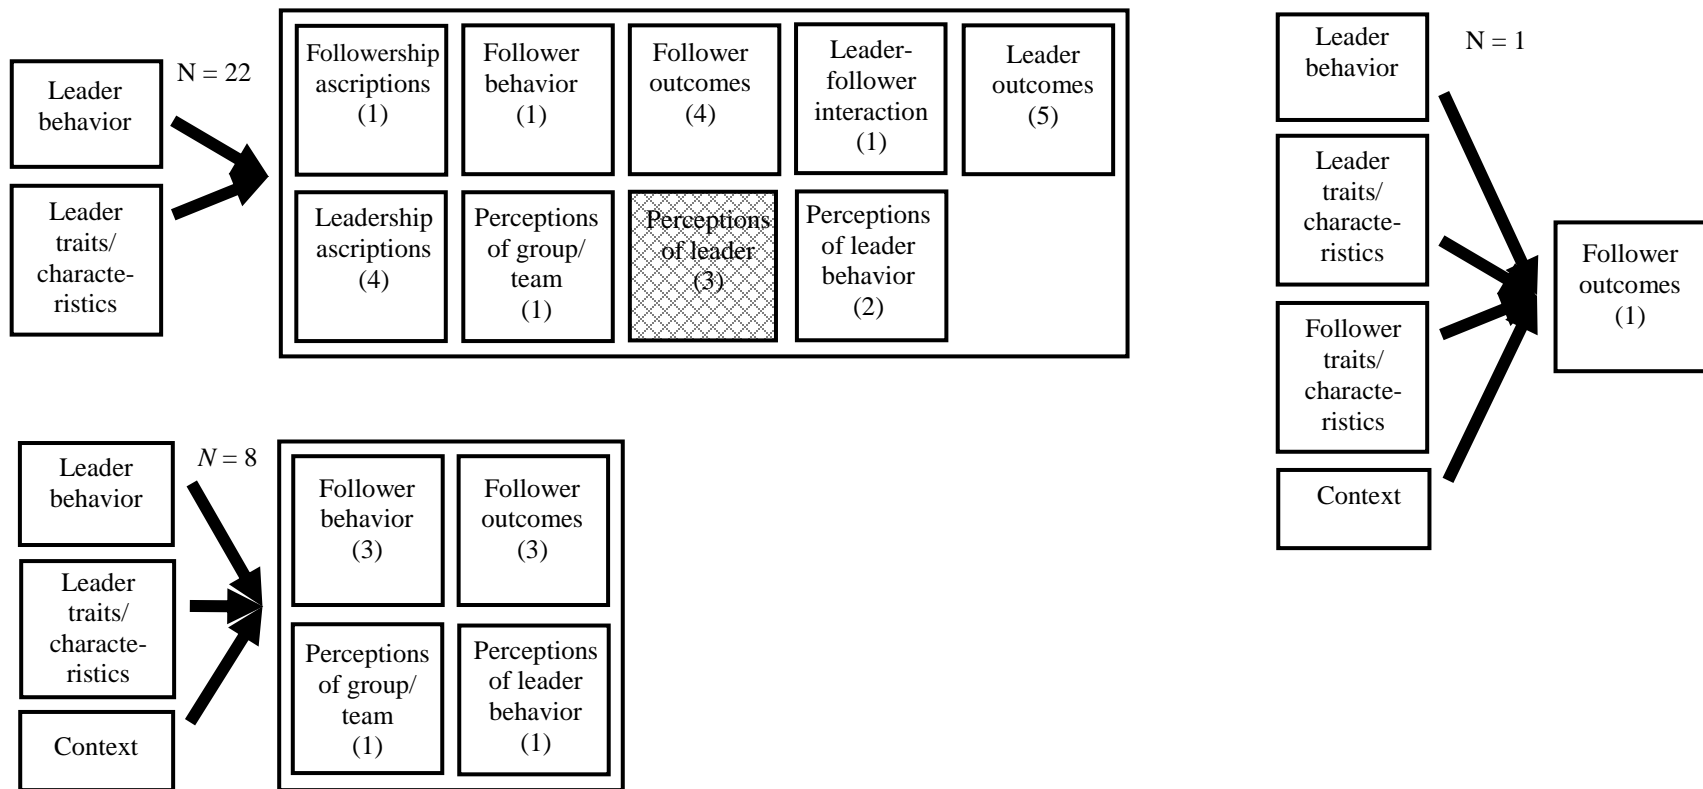 Leader
behavior
Leader
traits/
characte-
ristics
N = 22
Followership
ascriptions
(1)
Follower
behavior
(1)
Follower
outcomes
(4)
Leader-
follower
interaction
(1)
Leader
outcomes
(5)
Leadership
ascriptions
(4)
Perceptions
of group/
team
(1)
Perceptions
of leader
(3)
Perceptions
of leader
behavior
(2)
Leader
behavior
Leader
traits/
characte-
ristics
Follower
traits/
characte-
ristics
Context
N = 1
Follower
outcomes
(1)
Leader
behavior
Leader
traits/
characte-
ristics
Context
N = 8
Follower
behavior
(3)
Follower
outcomes
(3)
Perceptions
of group/
team
(1)
Perceptions
of leader
behavior
(1)